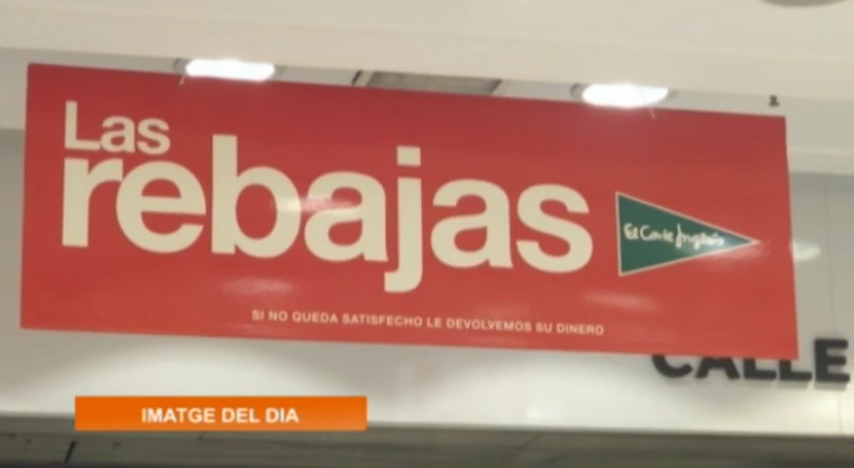 Las
rebajas
El Corte Inglés
SI NO QUEDA SATISFECHO LE DEVOLVEMOS SU DINERO
CALLE
IMATGE DEL DIA